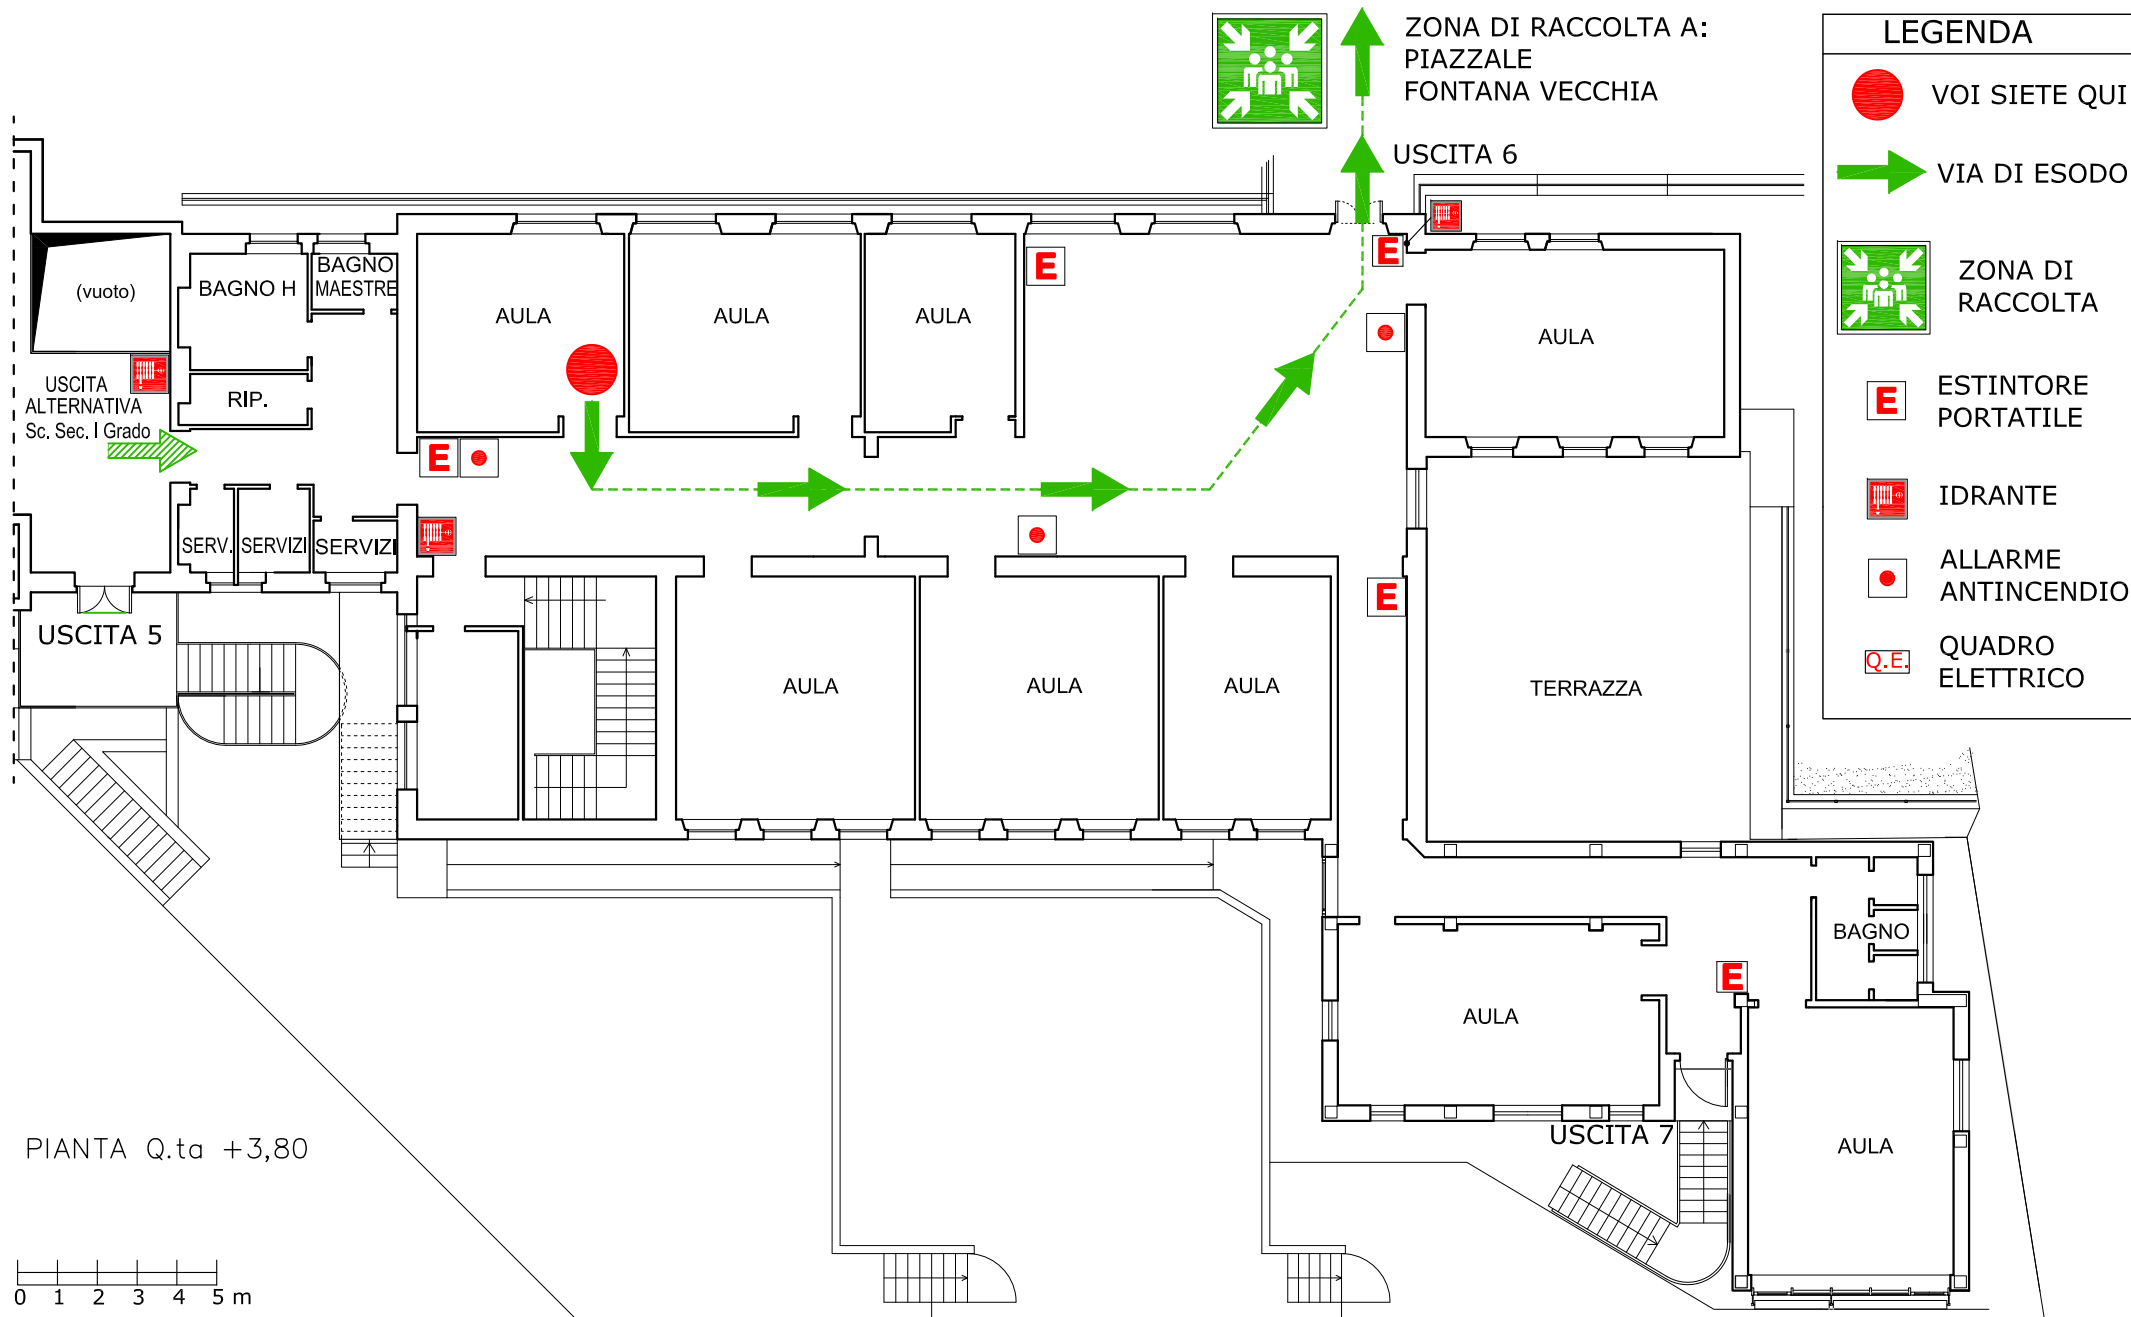 ZONA DI RACCOLTA A:
PIAZZALE
FONTANA VECCHIA
USCITA 6
LEGENDA
VOI SIETE QUI
VIA DI ESODO
ZONA DI
RACCOLTA
E
ESTINTORE
PORTATILE
IDRANTE
ALLARME
ANTINCENDIO
Q.E.
QUADRO
ELETTRICO
(vuoto)
BAGNO H
BAGNO
MAESTRE
AULA
AULA
AULA
E
E
AULA
USCITA
ALTERNATIVA
Sc. Sec. I Grado
RIP.
E
SERV.
SERVIZI
SERVIZI
E
USCITA 5
AULA
AULA
AULA
TERRAZZA
BAGNO
E
AULA
USCITA 7
AULA
PIANTA Q.ta +3,80
0 1 2 3 4 5 m